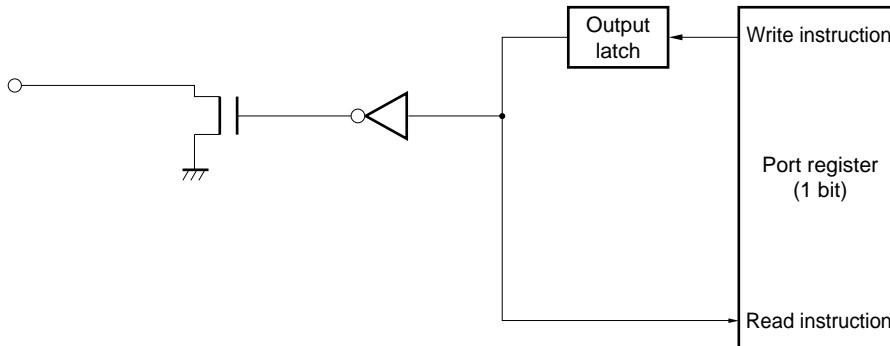 Output
latch
Write instruction
Port register
(1 bit)
Read instruction